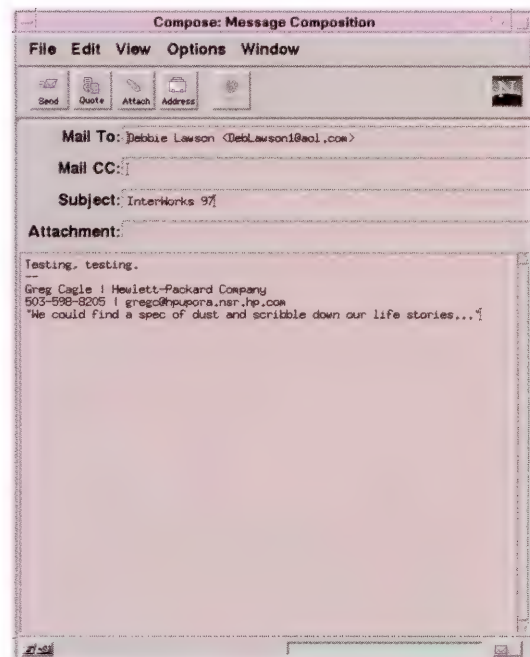 Compose: Message Composition
File Edit View Options Window
Send Quote Attach Address
Mail To: Debbie Lawson <DebLawson1@aol.com>
Mail CC:
Subject: InterWorks 97
Attachment:
Testing, testing.
--
Greg Cagle | Hewlett-Packard Company
503-598-8205 | gregc@hpupora.nsr.hp.com
"We could find a spec of dust and scribble down our life stories..."